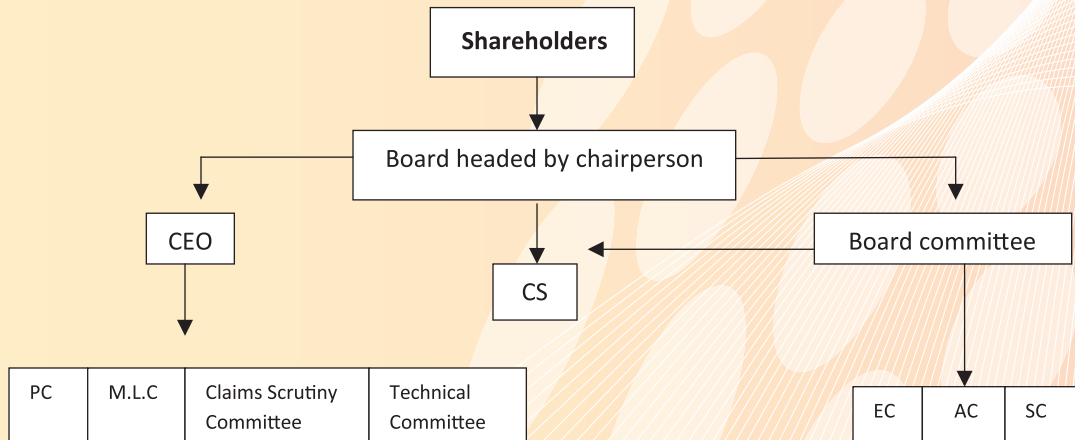 Shareholders
Board headed by chairperson
CEO
Board committee
CS
PC
M.L.C
Claims Scrutiny
Committee
Technical
Committee
EC
AC
SC